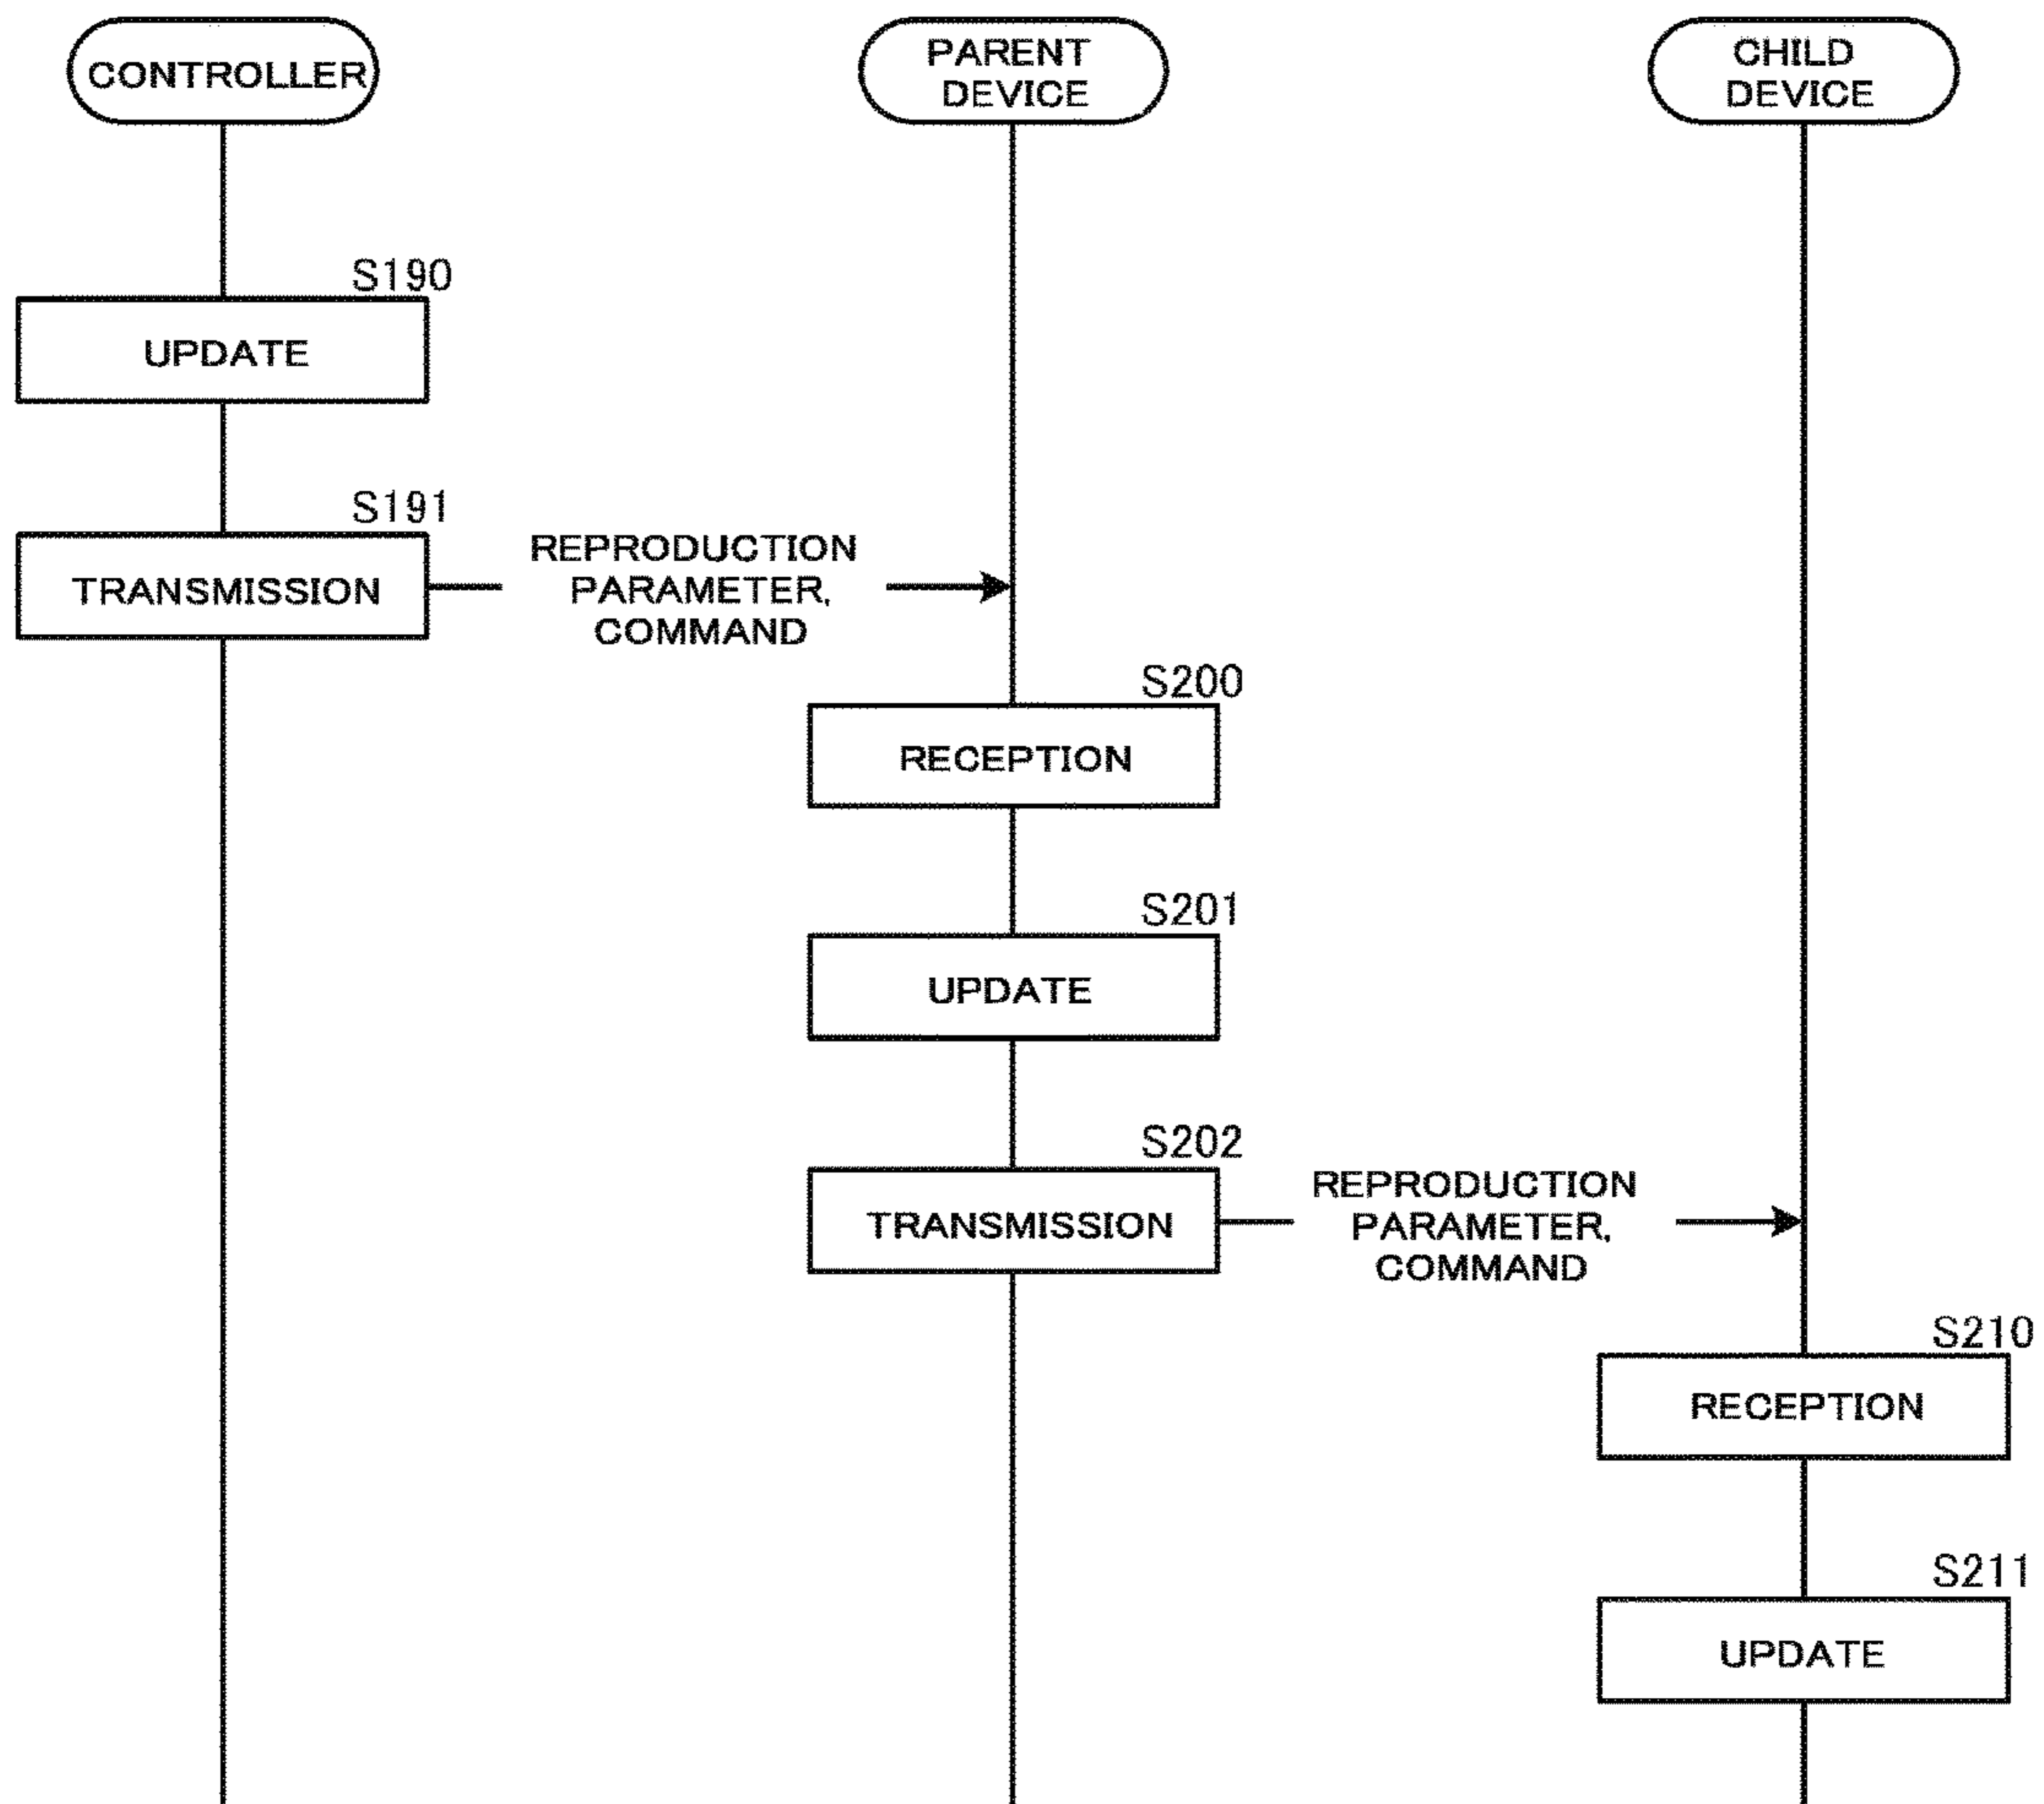 CONTROLLER
PARENT
DEVICE
CHILD
DEVICE
S190
UPDATE
S191
TRANSMISSION
REPRODUCTION
PARAMETER,
COMMAND
S200
RECEPTION
S201
UPDATE
S202
TRANSMISSION
REPRODUCTION
PARAMETER,
COMMAND
S210
RECEPTION
S211
UPDATE